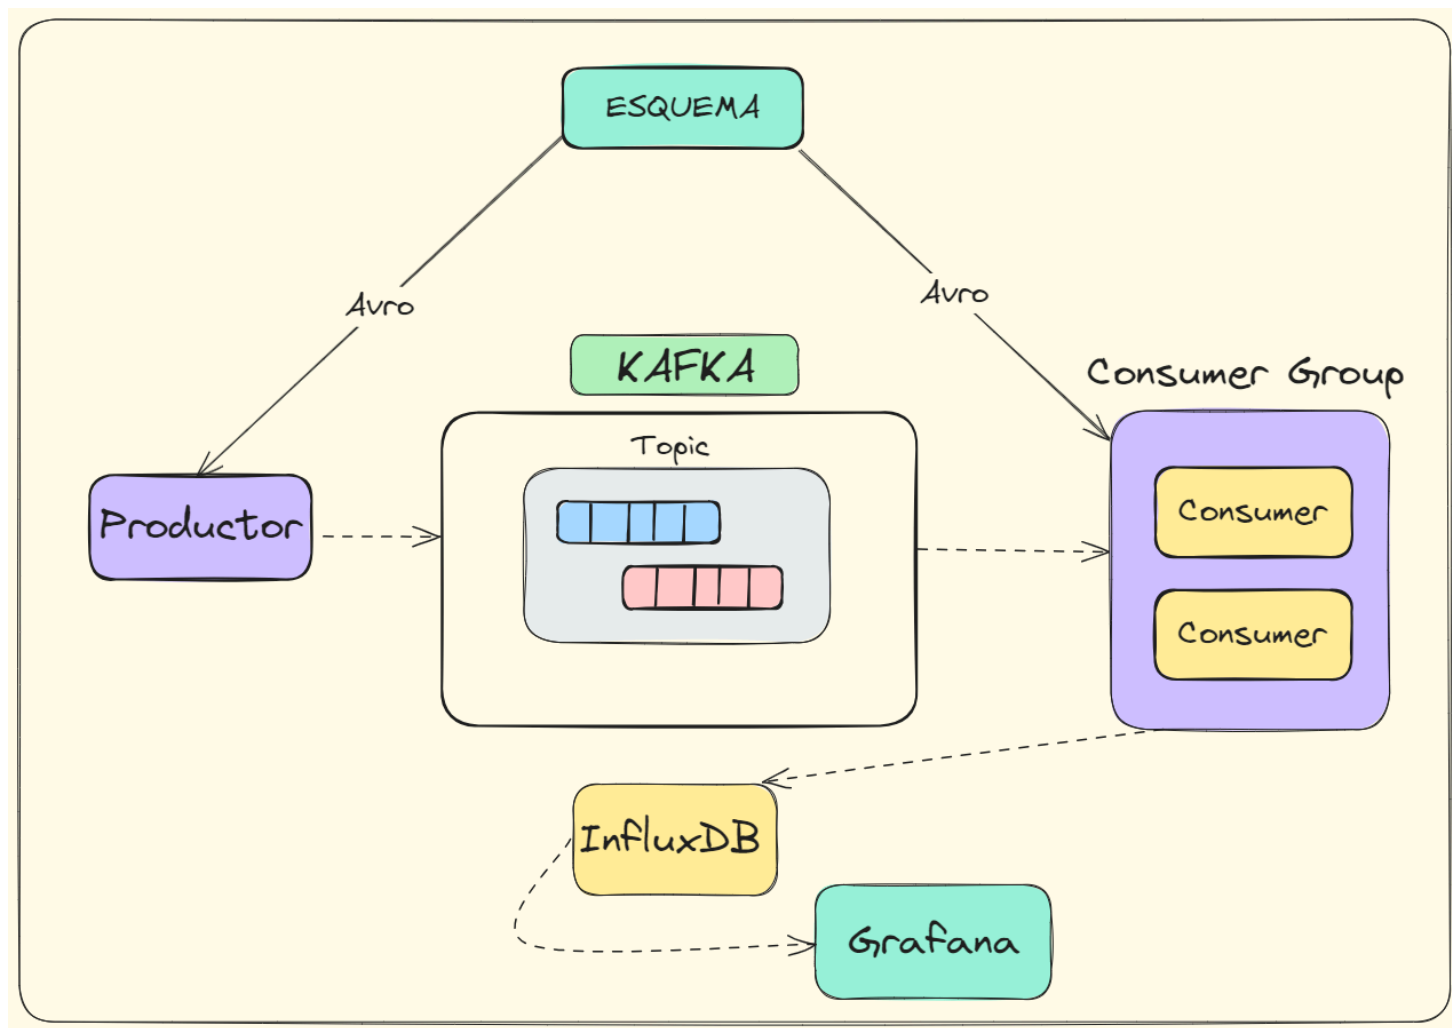 ESQUEMA
Avro
Avro
KAFKA
Consumer Group
Topic
Productor
Consumer
Consumer
InfluxDB
Grafana